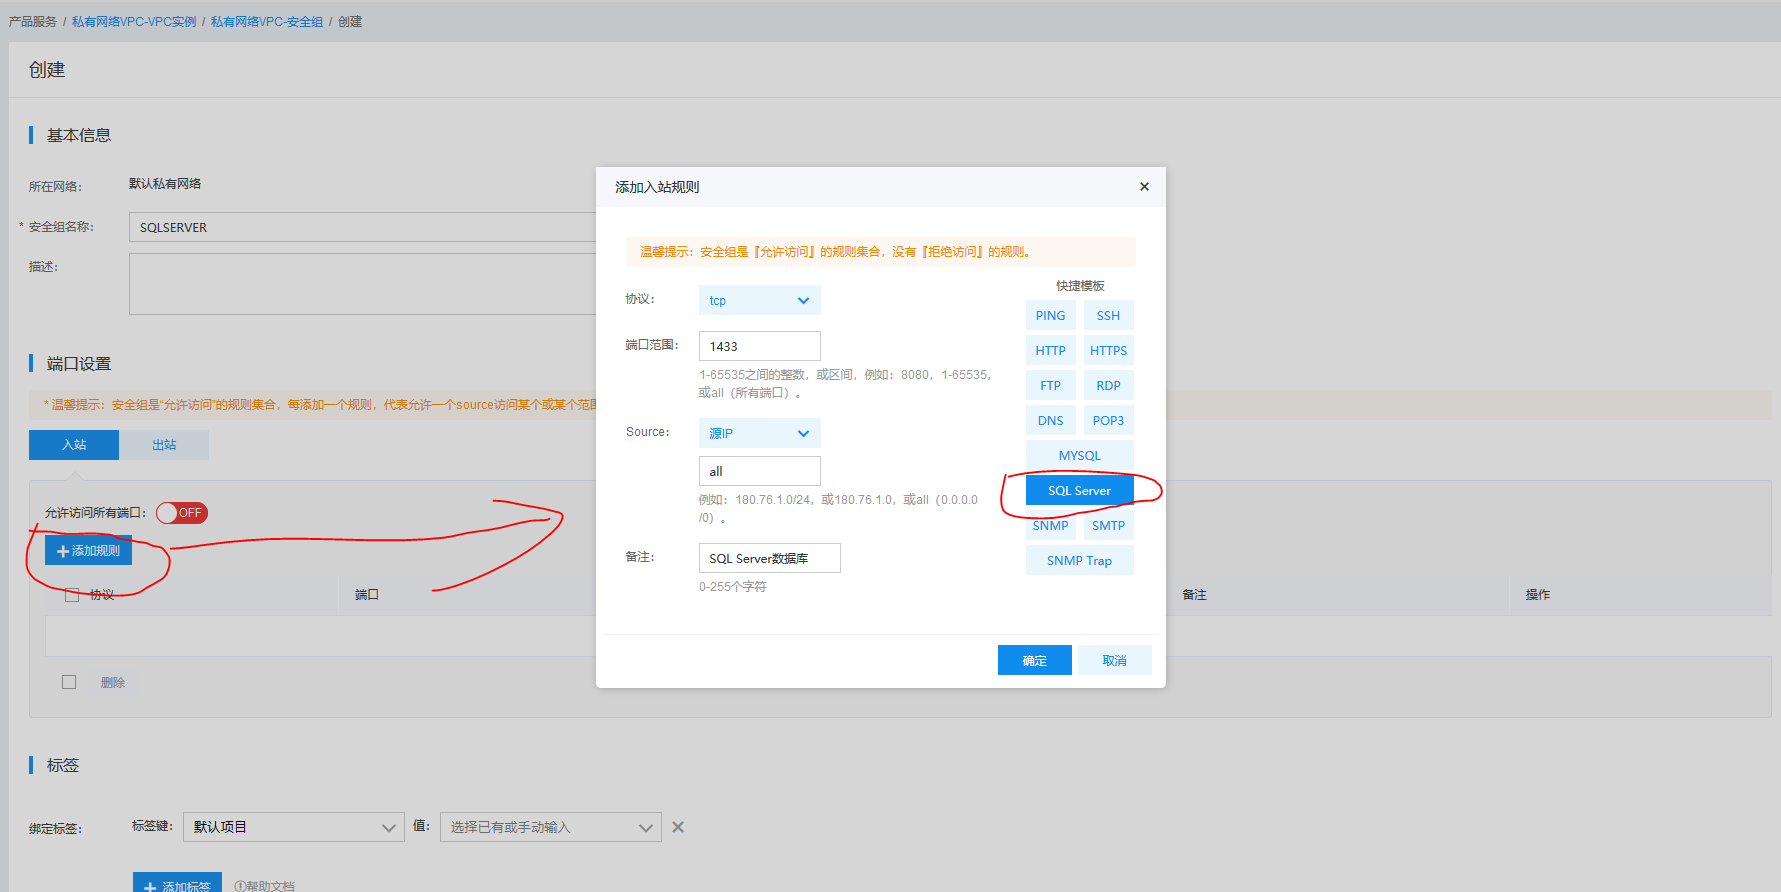 产品服务 / 私有网络VPC-VPC实例 / 私有网络VPC-安全组 / 创建
创建
基本信息
所在网络: 默认私有网络
* 安全组名称: SQLSERVER
描述:
端口设置
* 温馨提示：安全组是“允许访问”的规则集合，每添加一个规则，代表允许一个source访问某个或某个范围
入站 出站
允许访问所有端口: OFF
添加规则
协议 端口 备注 操作
删除
标签
绑定标签: 标签键: 默认项目 值: 选择已有或手动输入
添加标签 帮助文档
添加入站规则
温馨提示：安全组是『允许访问』的规则集合，没有『拒绝访问』的规则。
协议: tcp
端口范围: 1433
1-65535之间的整数，或区间，例如：8080，1-65535，
或all（所有端口）。
Source: 源IP
all
例如：180.76.1.0/24，或180.76.1.0，或all（0.0.0.0
/0）。
备注: SQL Server数据库
0-255个字符
快捷模板
PING SSH
HTTP HTTPS
FTP RDP
DNS POP3
MYSQL
SQL Server
SNMP SMTP
SNMP Trap
确定 取消